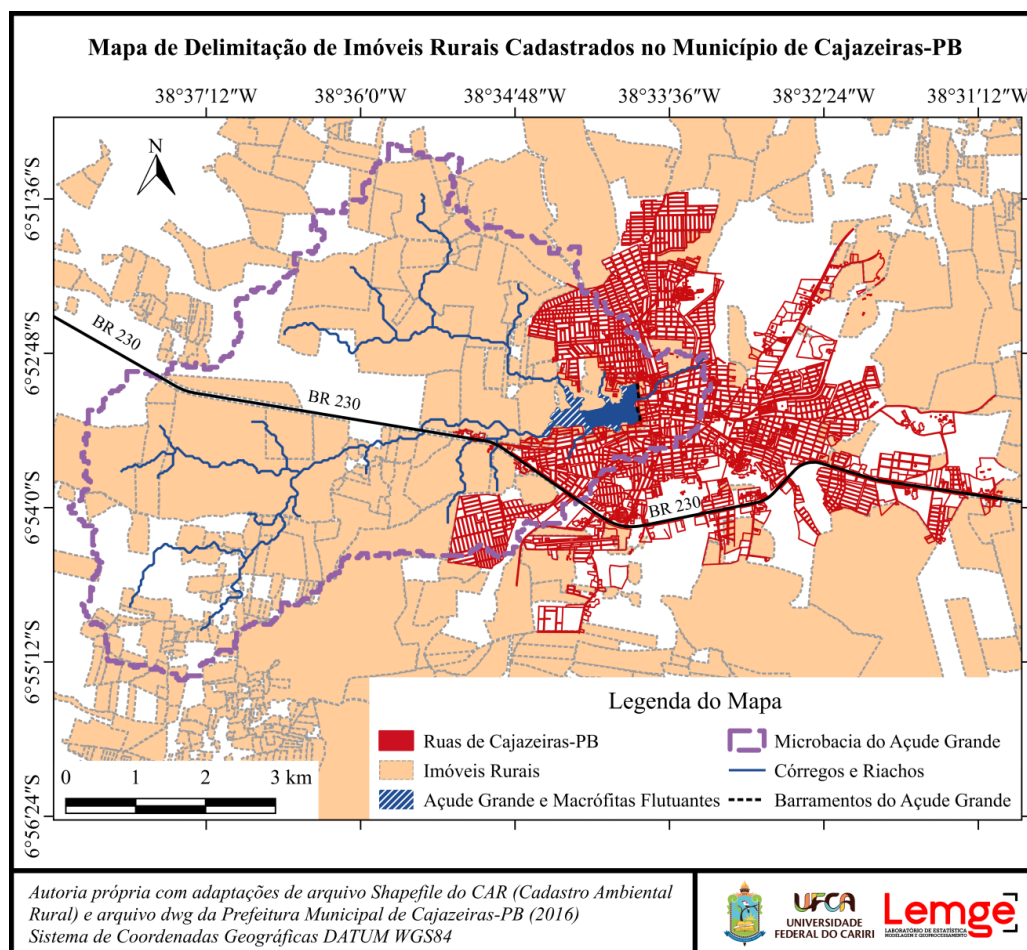 Mapa de Delimitação de Imóveis Rurais Cadastrados no Município de Cajazeiras-PB
38°37'12"W 38°36'0"W 38°34'48"W 38°33'36"W 38°32'24"W 38°31'12"W
6°51'36"S
6°52'48"S
6°54'0"S
6°55'12"S
6°56'24"S
N
BR 230
BR 230
BR 230
Legenda do Mapa
Ruas de Cajazeiras-PB
Imóveis Rurais
Açude Grande e Macrófitas Flutuantes
Microbacia do Açude Grande
Córregos e Riachos
Barramentos do Açude Grande
0 1 2 3 km
Autoria própria com adaptações de arquivo Shapefile do CAR (Cadastro Ambiental
Rural) e arquivo dwg da Prefeitura Municipal de Cajazeiras-PB (2016)
Sistema de Coordenadas Geográficas DATUM WGS84
UFCA
UNIVERSIDADE
FEDERAL DO CARIRI
Lemge
LABORATÓRIO DE ESTATÍSTICA
MODELAGEM E GEOPROCESSAMENTO